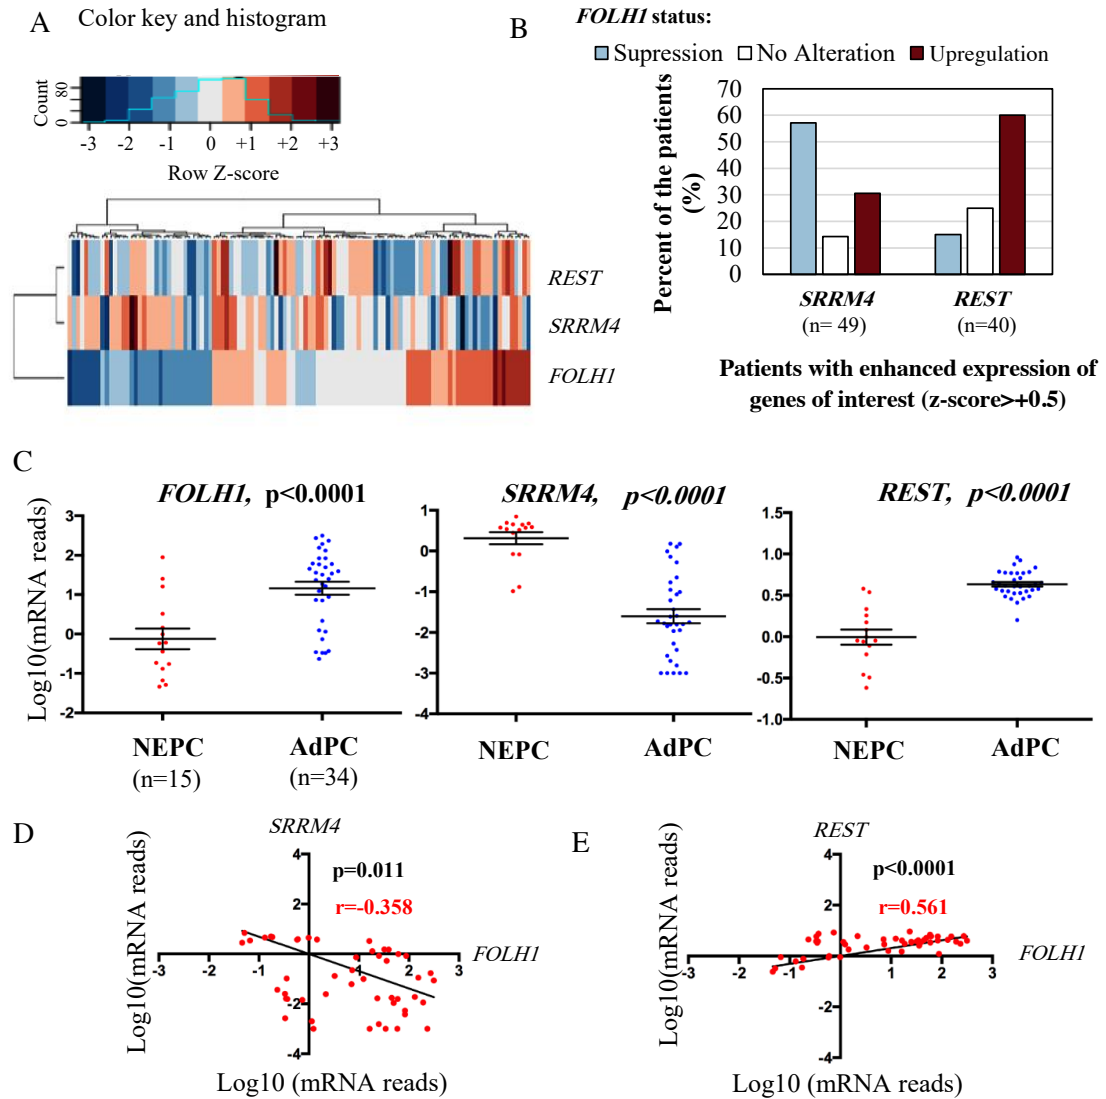 A
Color key and histogram
Count
80
0
-3 -2 -1 0 +1 +2 +3
Row Z-score
REST
SRRM4
FOLH1
B
FOLH1 status:
Supression No Alteration Upregulation
Percent of the patients
(%)
70
60
50
40
30
20
10
0
SRRM4 REST
(n= 49) (n=40)
Patients with enhanced expression of
genes of interest (z-score>+0.5)
C
FOLH1, p<0.0001
Log10(mRNA reads)
3
2
1
0
-1
-2
NEPC AdPC
(n=15) (n=34)
SRRM4, p<0.0001
1
0
-1
-2
-3
-4
NEPC AdPC
REST, p<0.0001
1.5
1.0
0.5
0.0
-0.5
-1.0
NEPC AdPC
D
SRRM4
Log10(mRNA reads)
p=0.011
r=-0.358
4
2
-2
-4
-3 -2 -1 1 2 3
FOLH1
Log10 (mRNA reads)
E
REST
Log10(mRNA reads)
p<0.0001
r=0.561
4
2
-2
-4
-3 -2 -1 1 2 3
FOLH1
Log10 (mRNA reads)